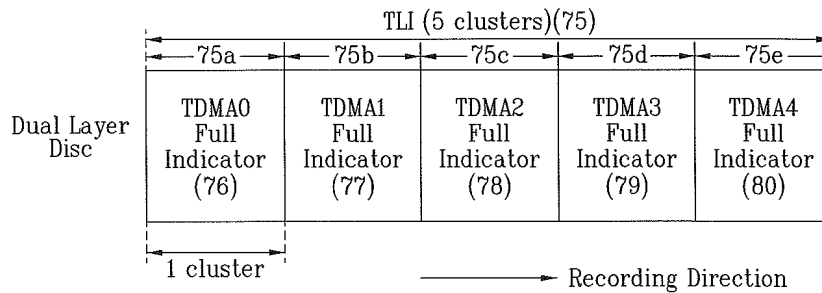 TLI (5 clusters)(75)
75a 75b 75c 75d 75e
Dual Layer
Disc
TDMA0
Full
Indicator
(76)
TDMA1
Full
Indicator
(77)
TDMA2
Full
Indicator
(78)
TDMA3
Full
Indicator
(79)
TDMA4
Full
Indicator
(80)
1 cluster
Recording Direction